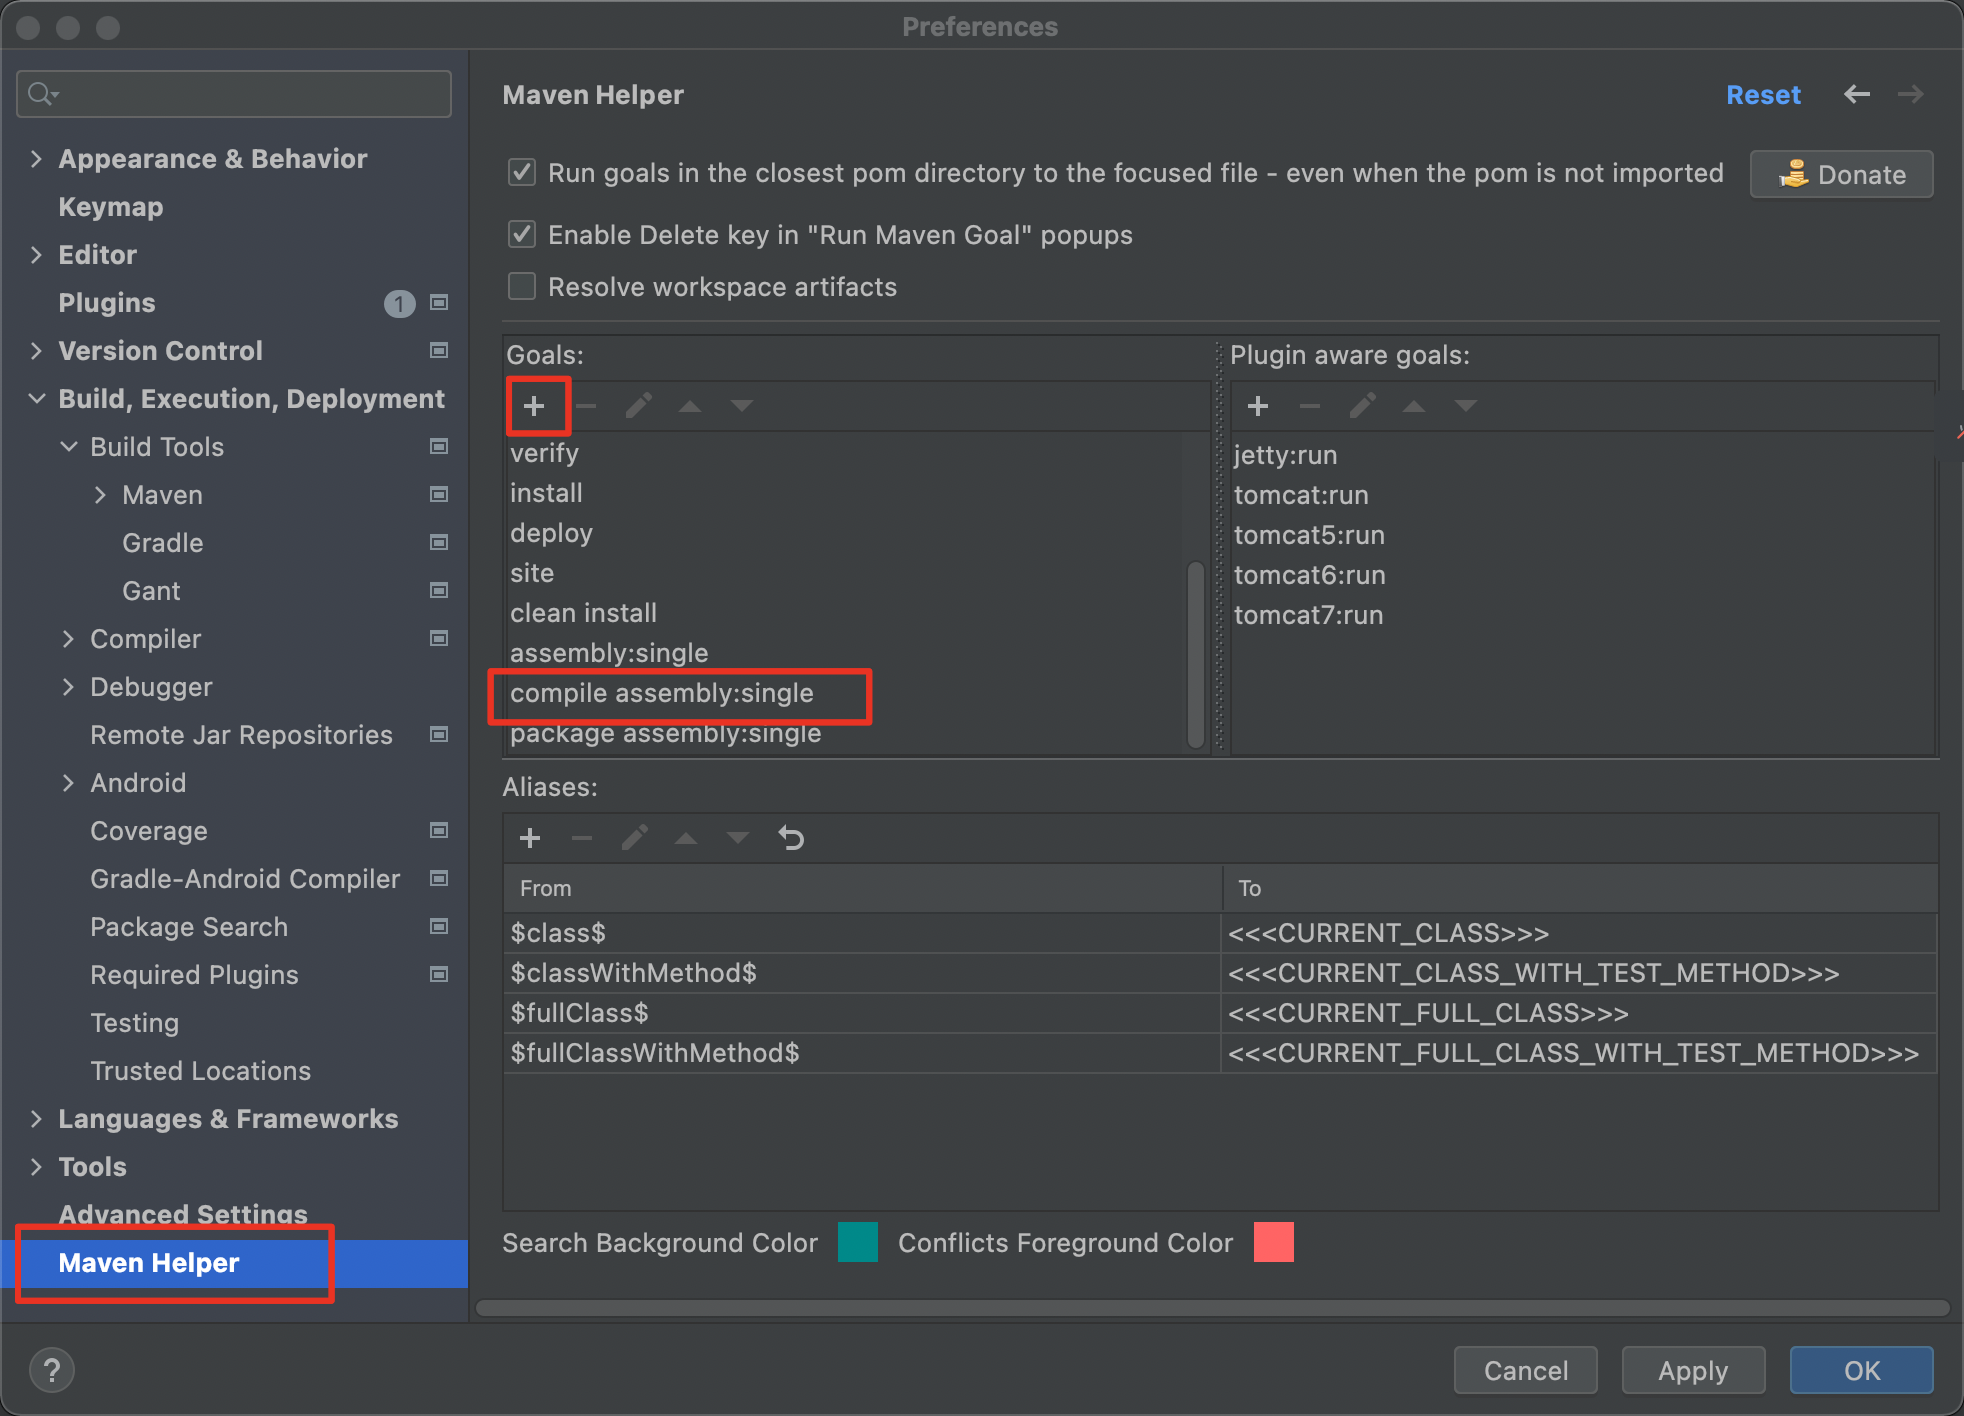 Preferences
Appearance & Behavior
Keymap
Editor
Plugins 1
Version Control
Build, Execution, Deployment
Build Tools
Maven
Gradle
Gant
Compiler
Debugger
Remote Jar Repositories
Android
Coverage
Gradle-Android Compiler
Package Search
Required Plugins
Testing
Trusted Locations
Languages & Frameworks
Tools
Advanced Settings
Maven Helper
?
Maven Helper
Reset
Run goals in the closest pom directory to the focused file - even when the pom is not imported
Donate
Enable Delete key in "Run Maven Goal" popups
Resolve workspace artifacts
Goals:
verify
install
deploy
site
clean install
assembly:single
compile assembly:single
package assembly:single
Plugin aware goals:
jetty:run
tomcat:run
tomcat5:run
tomcat6:run
tomcat7:run
Aliases:
From To
$class$ <<<CURRENT_CLASS>>>
$classWithMethod$ <<<CURRENT_CLASS_WITH_TEST_METHOD>>>
$fullClass$ <<<CURRENT_FULL_CLASS>>>
$fullClassWithMethod$ <<<CURRENT_FULL_CLASS_WITH_TEST_METHOD>>>
Search Background Color Conflicts Foreground Color
Cancel Apply OK